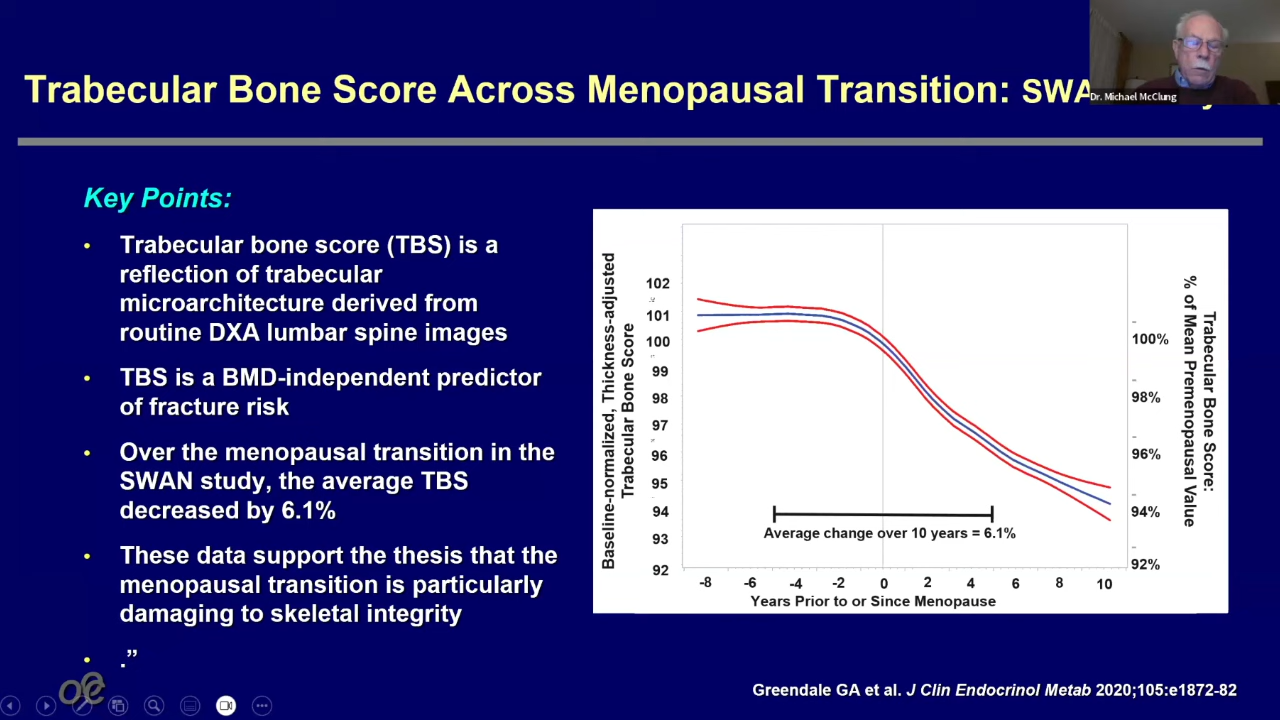 Trabecular Bone Score Across Menopausal Transition: SWA
Dr. Michael McClung
Key Points:
• Trabecular bone score (TBS) is a
reflection of trabecular
microarchitecture derived from
routine DXA lumbar spine images
• TBS is a BMD-independent predictor
of fracture risk
• Over the menopausal transition in the
SWAN study, the average TBS
decreased by 6.1%
• These data support the thesis that the
menopausal transition is particularly
damaging to skeletal integrity
• .”
oe
Baseline-normalized, Thickness-adjusted
Trabecular Bone Score
102
101
100
99
98
97
96
95
94
93
92
Average change over 10 years = 6.1%
-8 -6 -4 -2 0 2 4 6 8 10
Years Prior to or Since Menopause
100%
98%
96%
94%
92%
Trabecular Bone Score:
% of Mean Premenopausal Value
Greendale GA et al. J Clin Endocrinol Metab 2020;105:e1872-82